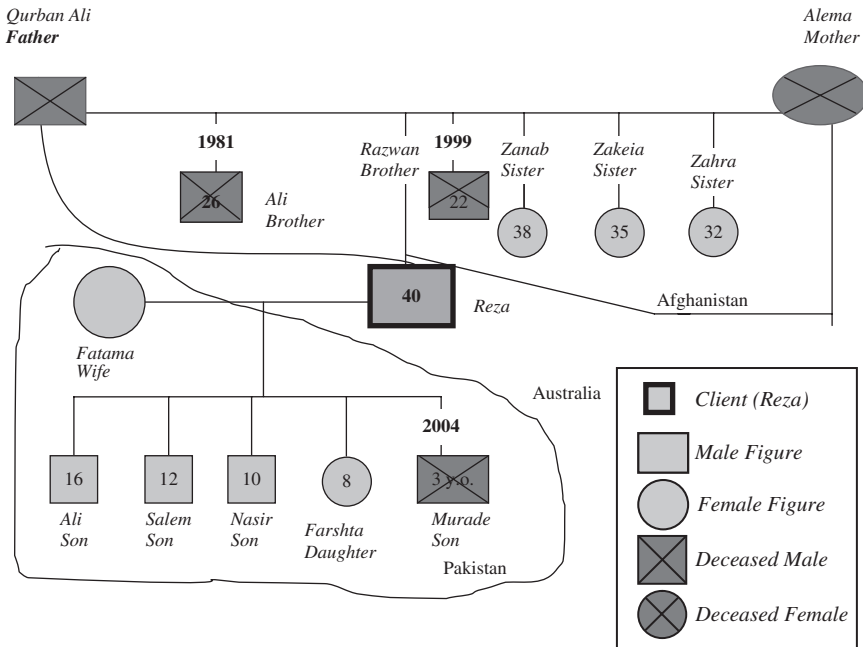 Qurban Ali
Father
Alema
Mother
1981
Razwan
Brother
1999
Zanab
Sister
Zakeia
Sister
Zahra
Sister
26
Ali
Brother
22
38
35
32
40
Reza
Afghanistan
Fatama
Wife
Australia
2004
16
12
10
8
3 y.o.
Ali
Son
Salem
Son
Nasir
Son
Farshta
Daughter
Murade
Son
Pakistan
Client (Reza)
Male Figure
Female Figure
Deceased Male
Deceased Female